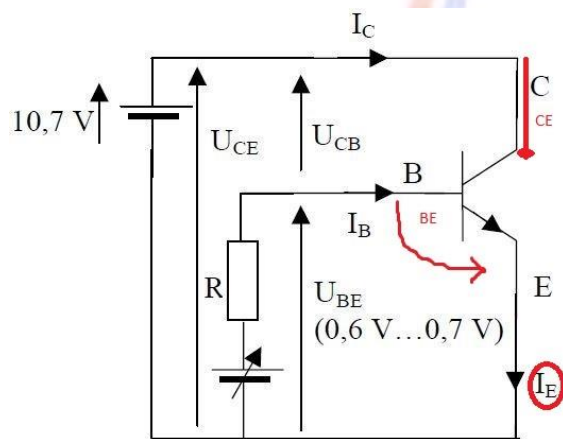 I_C
C
CE
10,7 V
U_CE
U_CB
B
BE
I_B
R
U_BE
(0,6 V…0,7 V)
E
I_E